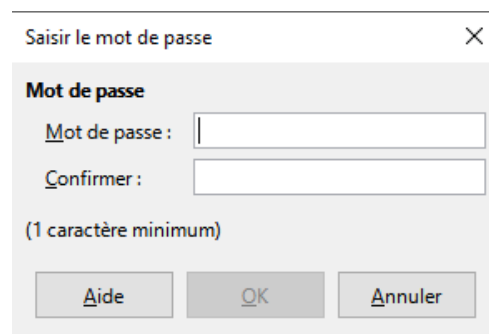 Saisir le mot de passe
Mot de passe
Mot de passe :
Confirmer :
(1 caractère minimum)
Aide OK Annuler